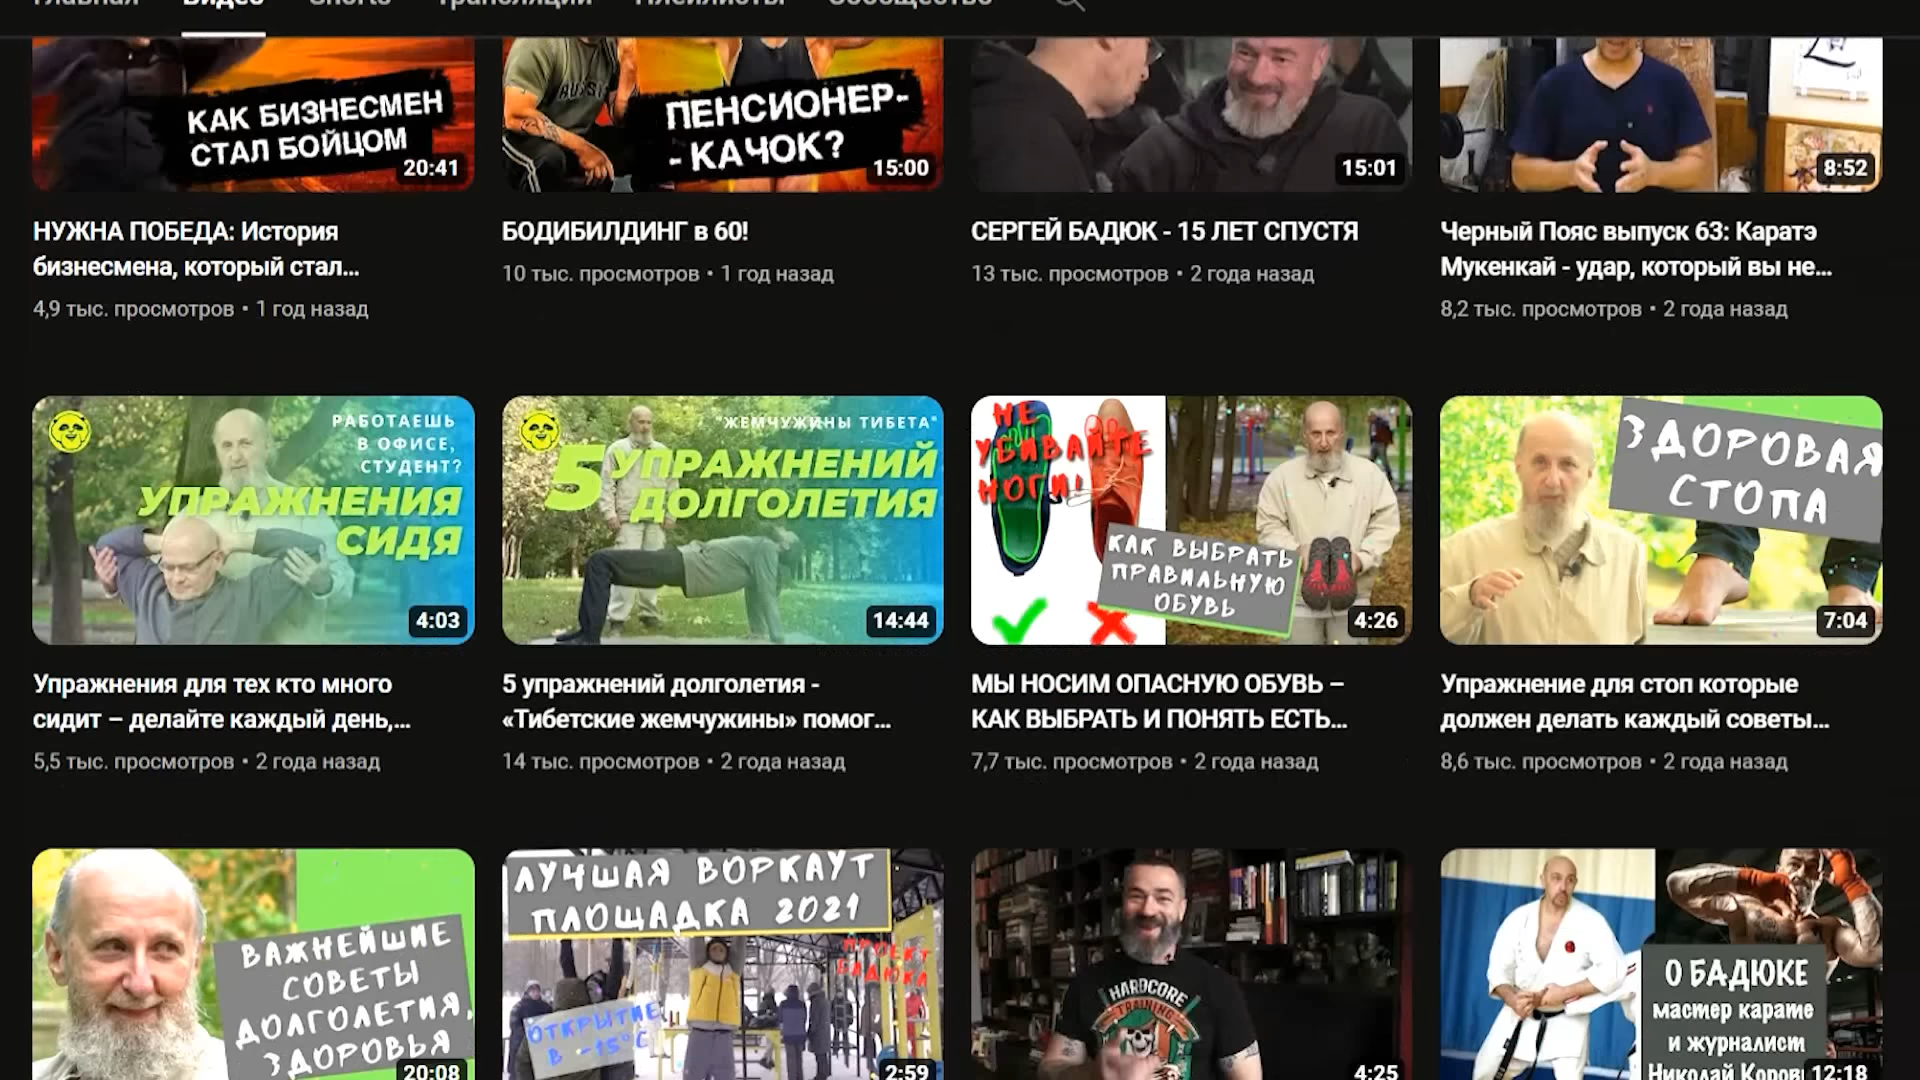 Главная Видео Shorts Трансляции Плейлисты Сообщество
КАК БИЗНЕСМЕН
СТАЛ БОЙЦОМ
20:41
ПЕНСИОНЕР-
- КАЧОК?
15:00
15:01
8:52
НУЖНА ПОБЕДА: История
бизнесмена, который стал...
4,9 тыс. просмотров • 1 год назад
БОДИБИЛДИНГ в 60!
10 тыс. просмотров • 1 год назад
СЕРГЕЙ БАДЮК - 15 ЛЕТ СПУСТЯ
13 тыс. просмотров • 2 года назад
Черный Пояс выпуск 63: Каратэ
Мукенкай - удар, который вы не...
8,2 тыс. просмотров • 2 года назад
РАБОТАЕШЬ
В ОФИСЕ,
СТУДЕНТ?
УПРАЖНЕНИЯ
СИДЯ
4:03
"ЖЕМЧУЖИНЫ ТИБЕТА"
5 УПРАЖНЕНИЙ
ДОЛГОЛЕТИЯ
14:44
НЕ
УБИВАЙТЕ
НОГИ!
КАК ВЫБРАТЬ
ПРАВИЛЬНУЮ
ОБУВЬ
4:26
ЗДОРОВАЯ
СТОПА
7:04
Упражнения для тех кто много
сидит – делайте каждый день,...
5,5 тыс. просмотров • 2 года назад
5 упражнений долголетия -
«Тибетские жемчужины» помог...
14 тыс. просмотров • 2 года назад
МЫ НОСИМ ОПАСНУЮ ОБУВЬ –
КАК ВЫБРАТЬ И ПОНЯТЬ ЕСТЬ...
7,7 тыс. просмотров • 2 года назад
Упражнение для стоп которые
должен делать каждый советы...
8,6 тыс. просмотров • 2 года назад
ВАЖНЕЙШИЕ
СОВЕТЫ
ДОЛГОЛЕТИЯ,
ЗДОРОВЬЯ
20:08
ЛУЧШАЯ ВОРКАУТ
ПЛОЩАДКА 2021
ПРОЕКТ
БАДЮКА
ОТКРЫТИЕ
В -15°С
2:59
HARDCORE
TRAINING
4:25
О БАДЮКЕ
мастер карате
и журналист
Николай
12:18